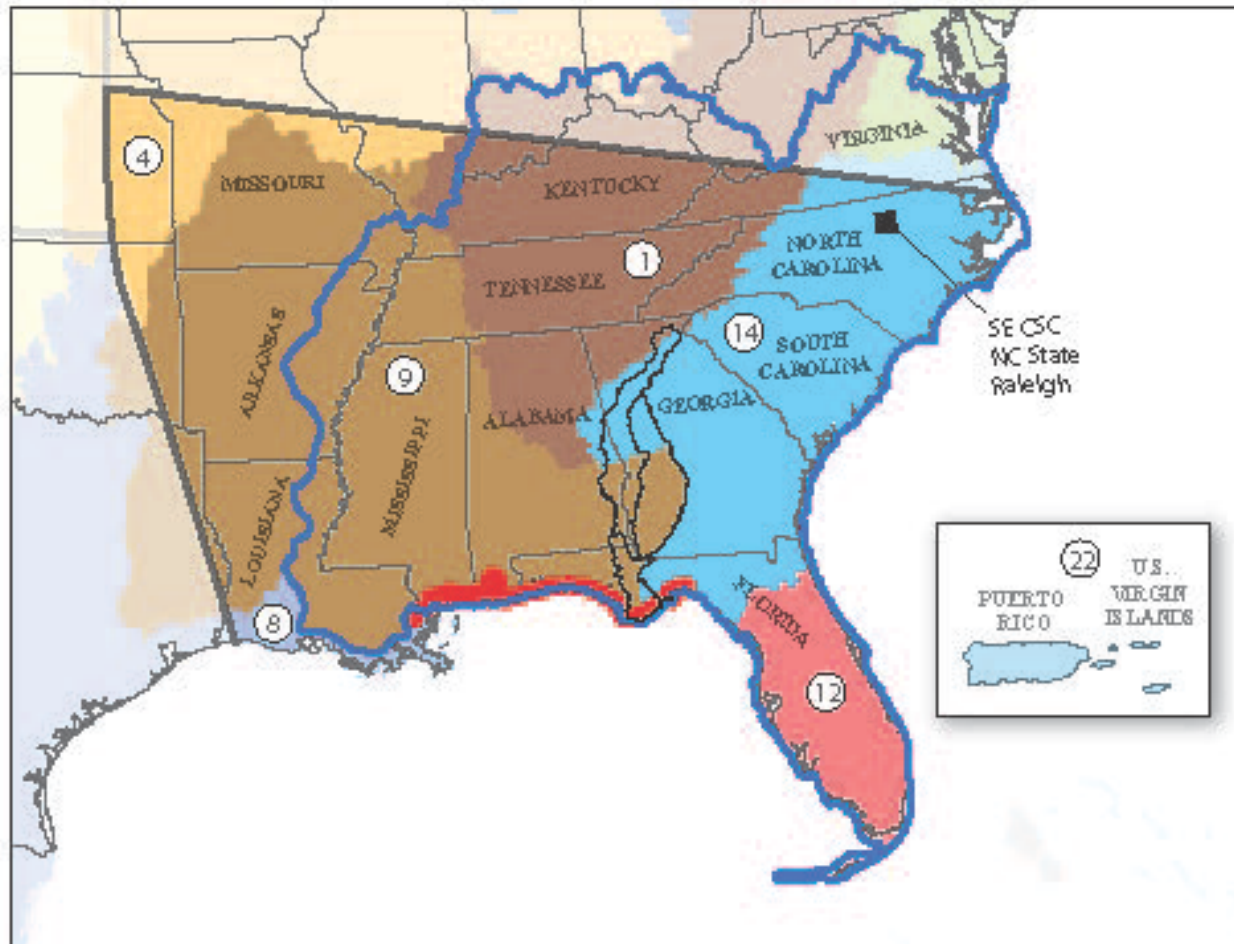 VIRGINIA
4
MISSOURI
KENTUCKY
NORTH
CAROLINA
1
TENNESSEE
SE CSC
NC State
Raleigh
14
SOUTH
CAROLINA
ARKANSAS
9
GEORGIA
ALABAMA
MISSISSIPPI
LOUISIANA
22
U.S.
VIRGIN
ISLANDS
PUERTO
RICO
FLORIDA
8
12